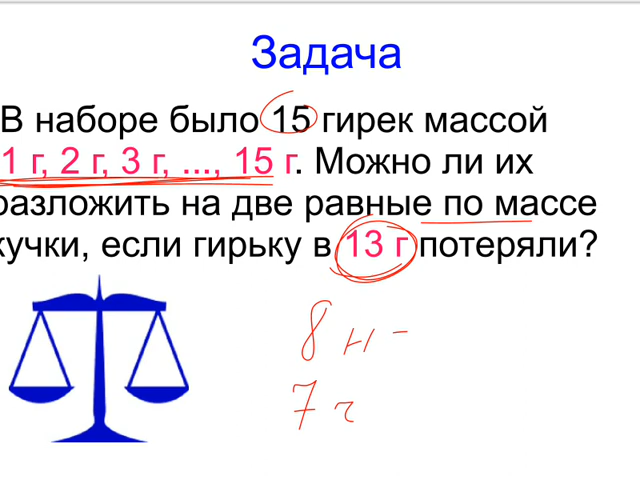 Задача
В наборе было 15 гирек массой
1 г, 2 г, 3 г, ..., 15 г. Можно ли их
разложить на две равные по массе
кучки, если гирьку в 13 г потеряли?
8 н -
7 ч